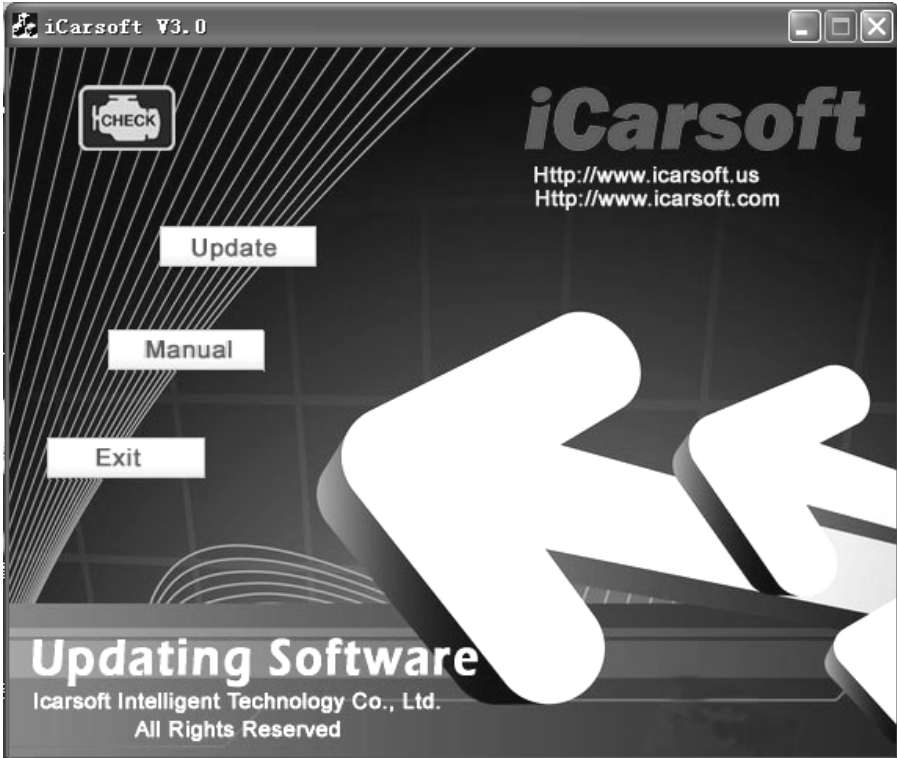 iCarsoft V3.0
CHECK
iCarsoft
Http://www.icarsoft.us
Http://www.icarsoft.com
Update
Manual
Exit
Updating Software
Icarsoft Intelligent Technology Co., Ltd.
All Rights Reserved